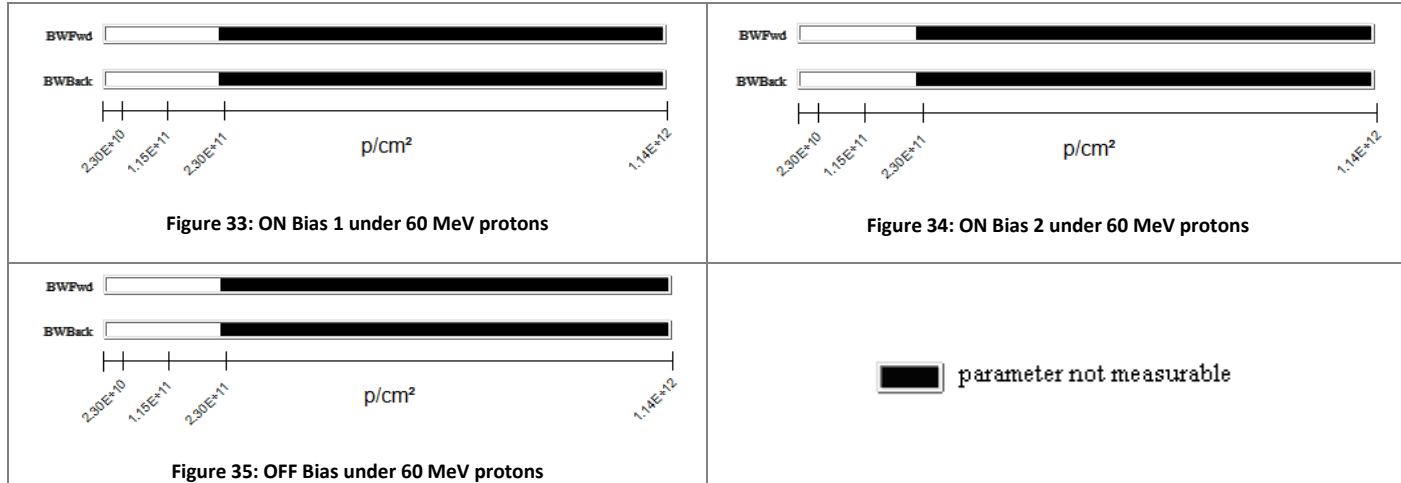 BWFwd
BWBack
2.30E+10
1.15E+11
2.30E+11
1.14E+12
p/cm²
Figure 33: ON Bias 1 under 60 MeV protons
BWFwd
BWBack
2.30E+10
1.15E+11
2.30E+11
1.14E+12
p/cm²
Figure 34: ON Bias 2 under 60 MeV protons
BWFwd
BWBack
2.30E+10
1.15E+11
2.30E+11
1.14E+12
p/cm²
Figure 35: OFF Bias under 60 MeV protons
parameter not measurable